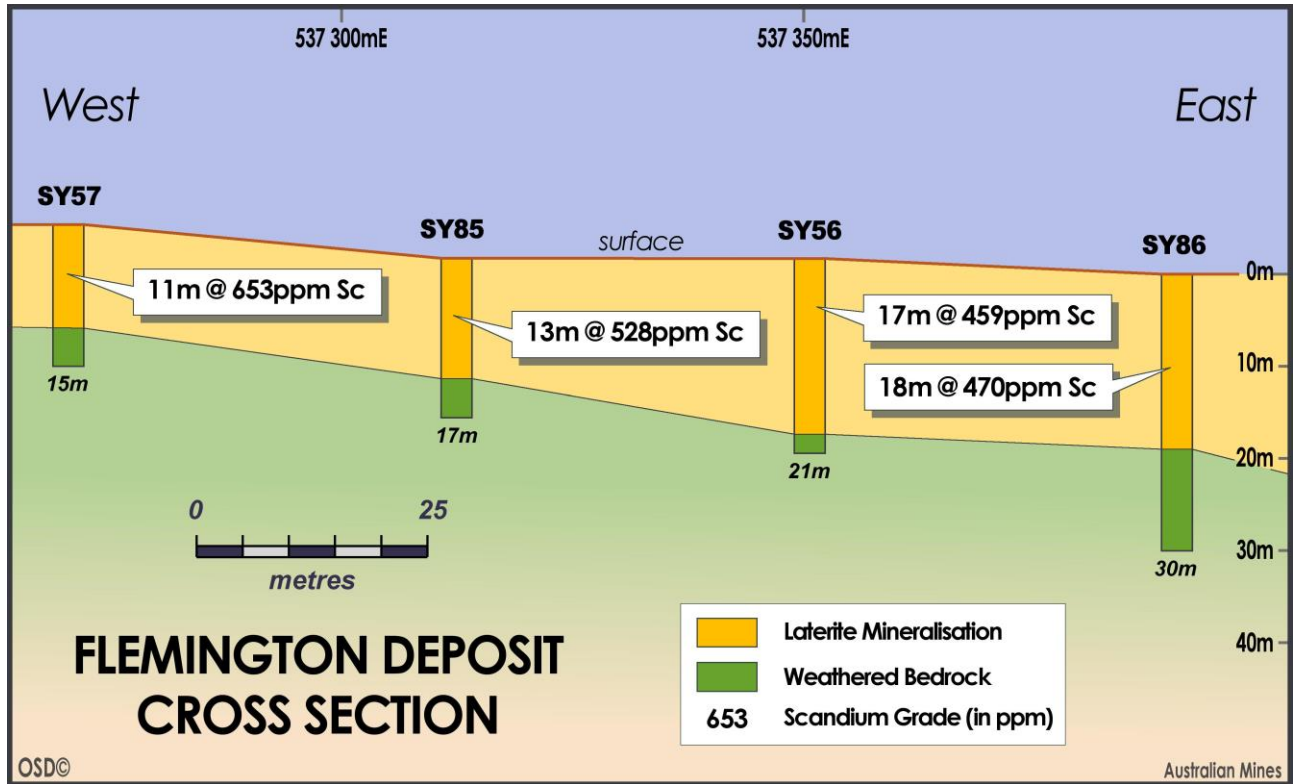 537 300mE
537 350mE
West
East
SY57
SY85
surface
SY56
SY86
0m
11m @ 653ppm Sc
13m @ 528ppm Sc
17m @ 459ppm Sc
18m @ 470ppm Sc
10m
15m
17m
21m
20m
30m
30m
40m
0
25
metres
FLEMINGTON DEPOSIT
CROSS SECTION
Laterite Mineralisation
Weathered Bedrock
653 Scandium Grade (in ppm)
OSD©
Australian Mines